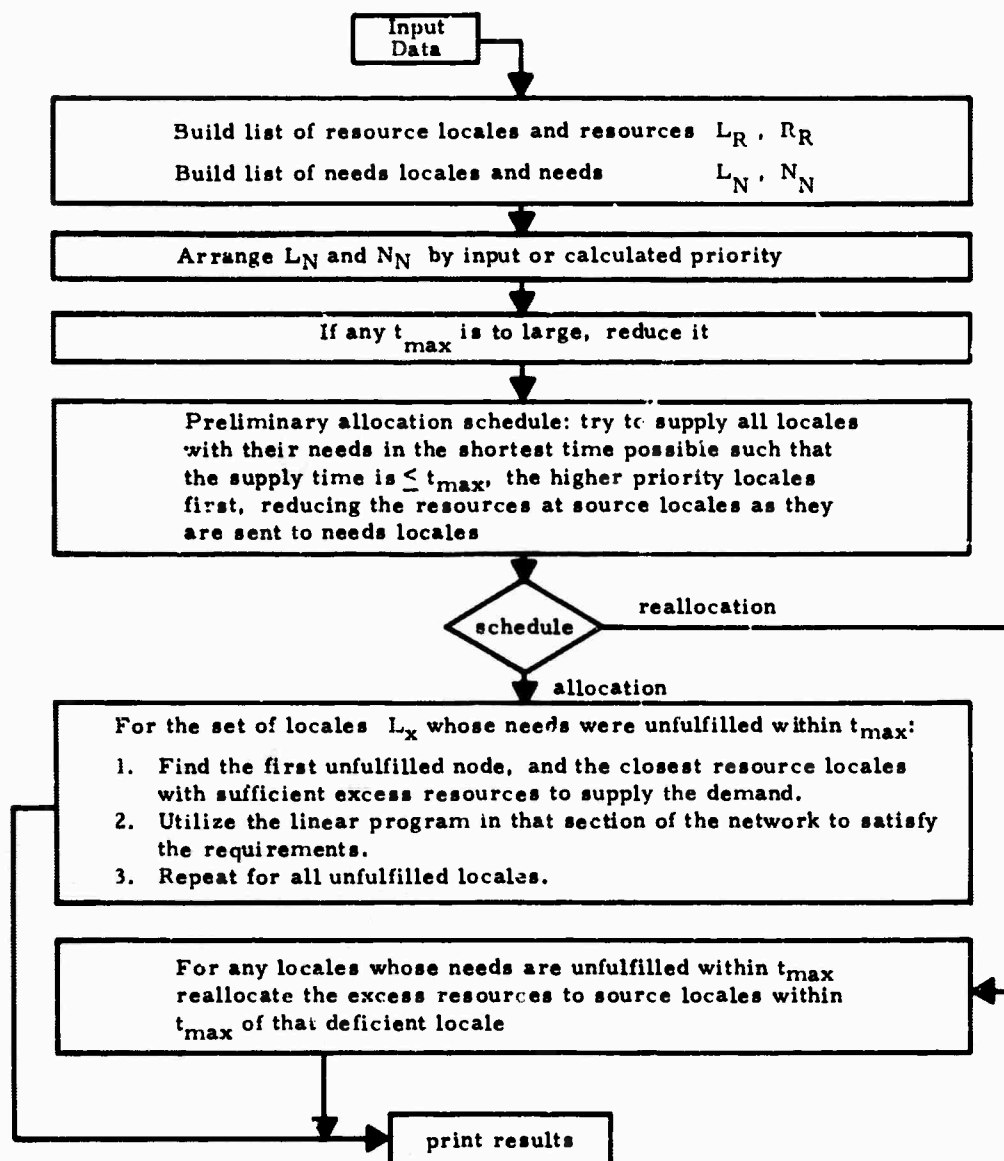 Input
Data
Build list of resource locales and resources L_R , R_R
Build list of needs locales and needs L_N , N_N
Arrange L_N and N_N by input or calculated priority
If any t_max is to large, reduce it
Preliminary allocation schedule: try to supply all locales
with their needs in the shortest time possible such that
the supply time is ≤ t_max, the higher priority locales
first, reducing the resources at source locales as they
are sent to needs locales
schedule
reallocation
allocation
For the set of locales L_x whose needs were unfulfilled within t_max:
1. Find the first unfulfilled node, and the closest resource locales
with sufficient excess resources to supply the demand.
2. Utilize the linear program in that section of the network to satisfy
the requirements.
3. Repeat for all unfulfilled locales.
For any locales whose needs are unfulfilled within t_max
reallocate the excess resources to source locales within
t_max of that deficient locale
print results